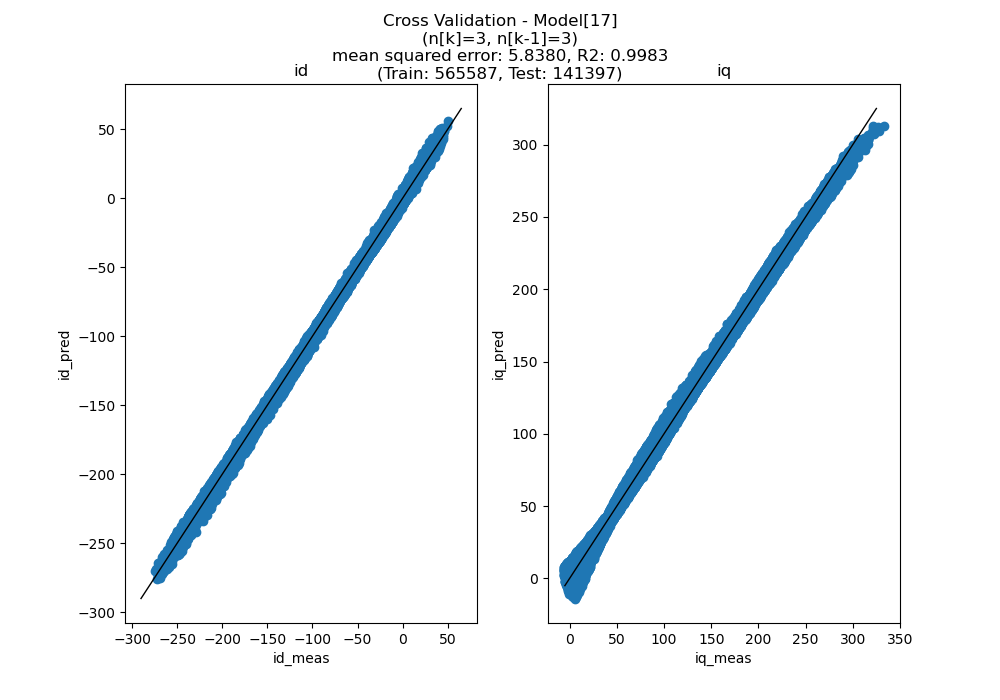 Cross Validation - Model[17]
(n[k]=3, n[k-1]=3)
mean squared error: 5.8380, R2: 0.9983
(Train: 565587, Test: 141397)
id
50
0
−50
−100
−150
−200
−250
−300
id_pred
−300 −250 −200 −150 −100 −50 0 50
id_meas
iq
300
250
200
150
100
50
0
iq_pred
0 50 100 150 200 250 300 350
iq_meas